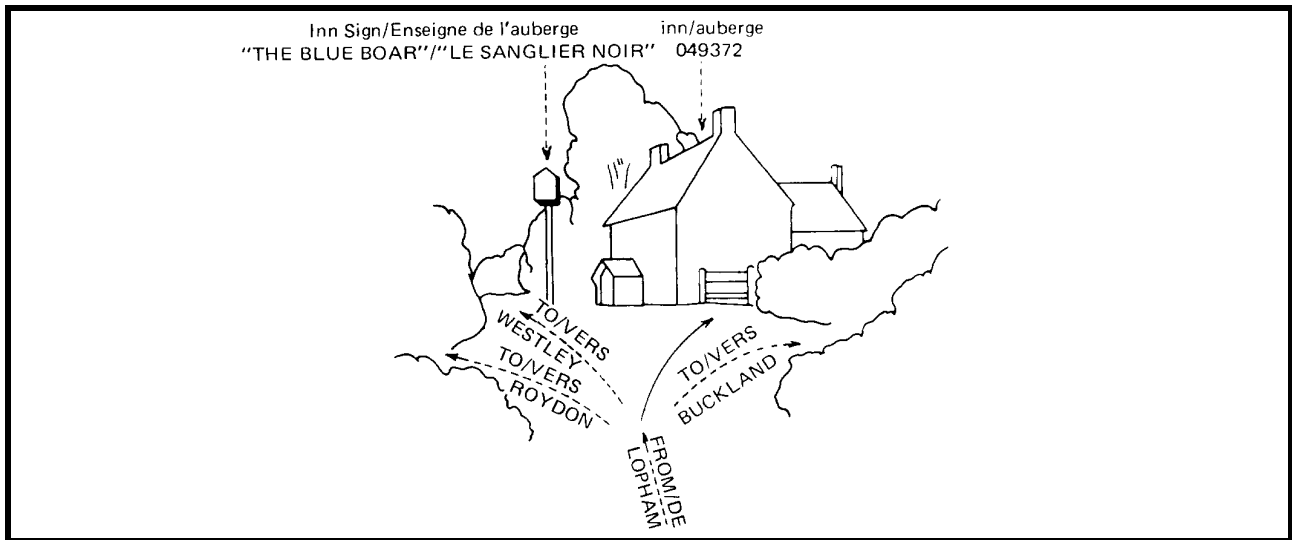 Inn Sign/Enseigne de l'auberge
"THE BLUE BOAR"/"LE SANGLIER NOIR"
inn/auberge
049372
TO/VERS
WESTLEY
TO/VERS
ROYDON
TO/VERS
BUCKLAND
FROM/DE
LOPHAM